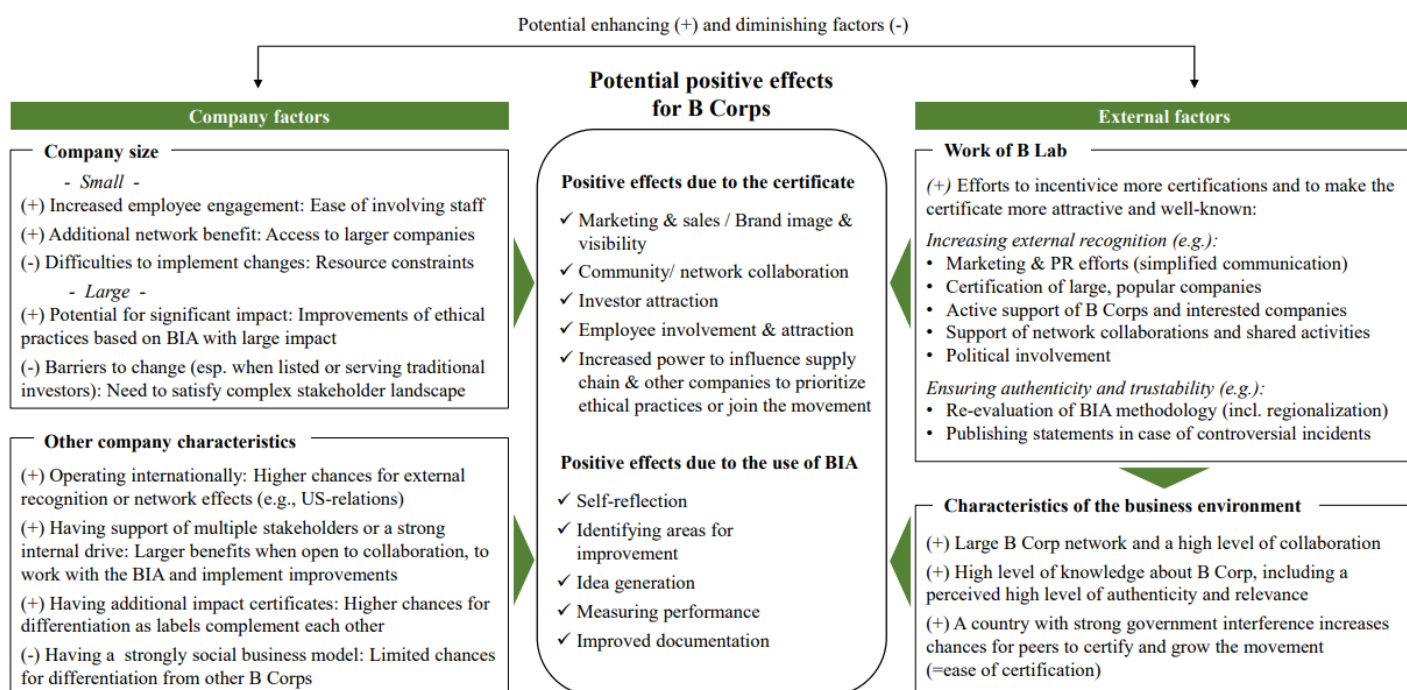 Potential enhancing (+) and diminishing factors (-)
Potential positive effects
for B Corps
Company factors
Company size
- Small -
(+) Increased employee engagement: Ease of involving staff
(+) Additional network benefit: Access to larger companies
(-) Difficulties to implement changes: Resource constraints
- Large -
(+) Potential for significant impact: Improvements of ethical
practices based on BIA with large impact
(-) Barriers to change (esp. when listed or serving traditional
investors): Need to satisfy complex stakeholder landscape
Other company characteristics
(+) Operating internationally: Higher chances for external
recognition or network effects (e.g., US-relations)
(+) Having support of multiple stakeholders or a strong
internal drive: Larger benefits when open to collaboration, to
work with the BIA and implement improvements
(+) Having additional impact certificates: Higher chances for
differentiation as labels complement each other
(-) Having a strongly social business model: Limited chances
for differentiation from other B Corps
Positive effects due to the certificate
✓ Marketing & sales / Brand image &
visibility
✓ Community/ network collaboration
✓ Investor attraction
✓ Employee involvement & attraction
✓ Increased power to influence supply
chain & other companies to prioritize
ethical practices or join the movement
Positive effects due to the use of BIA
✓ Self-reflection
✓ Identifying areas for
improvement
✓ Idea generation
✓ Measuring performance
✓ Improved documentation
External factors
Work of B Lab
(+) Efforts to incentivice more certifications and to make the
certificate more attractive and well-known:
Increasing external recognition (e.g.):
• Marketing & PR efforts (simplified communication)
• Certification of large, popular companies
• Active support of B Corps and interested companies
• Support of network collaborations and shared activities
• Political involvement
Ensuring authenticity and trustability (e.g.):
• Re-evaluation of BIA methodology (incl. regionalization)
• Publishing statements in case of controversial incidents
Characteristics of the business environment
(+) Large B Corp network and a high level of collaboration
(+) High level of knowledge about B Corp, including a
perceived high level of authenticity and relevance
(+) A country with strong government interference increases
chances for peers to certify and grow the movement
(=ease of certification)